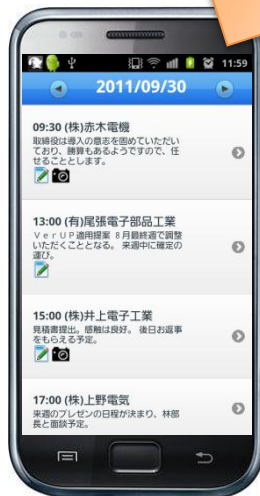 11:59
2011/09/30
09:30 (株)赤木電機
取締役は導入の意志を固めていただい
ており、勝算もあるようですので、任
せることとします。
13:00 (有)尾張電子部品工業
ＶｅｒＵＰ適用提案 8月最終週で調整
いただくこととなる。 来週中に確定の
運び。
15:00 (株)井上電子工業
見積書提出。感触は良好。 後日お返事
をもらえる予定。
17:00 (株)上野電気
来週のプレゼンの日程が決まり、林部
長と面談予定。